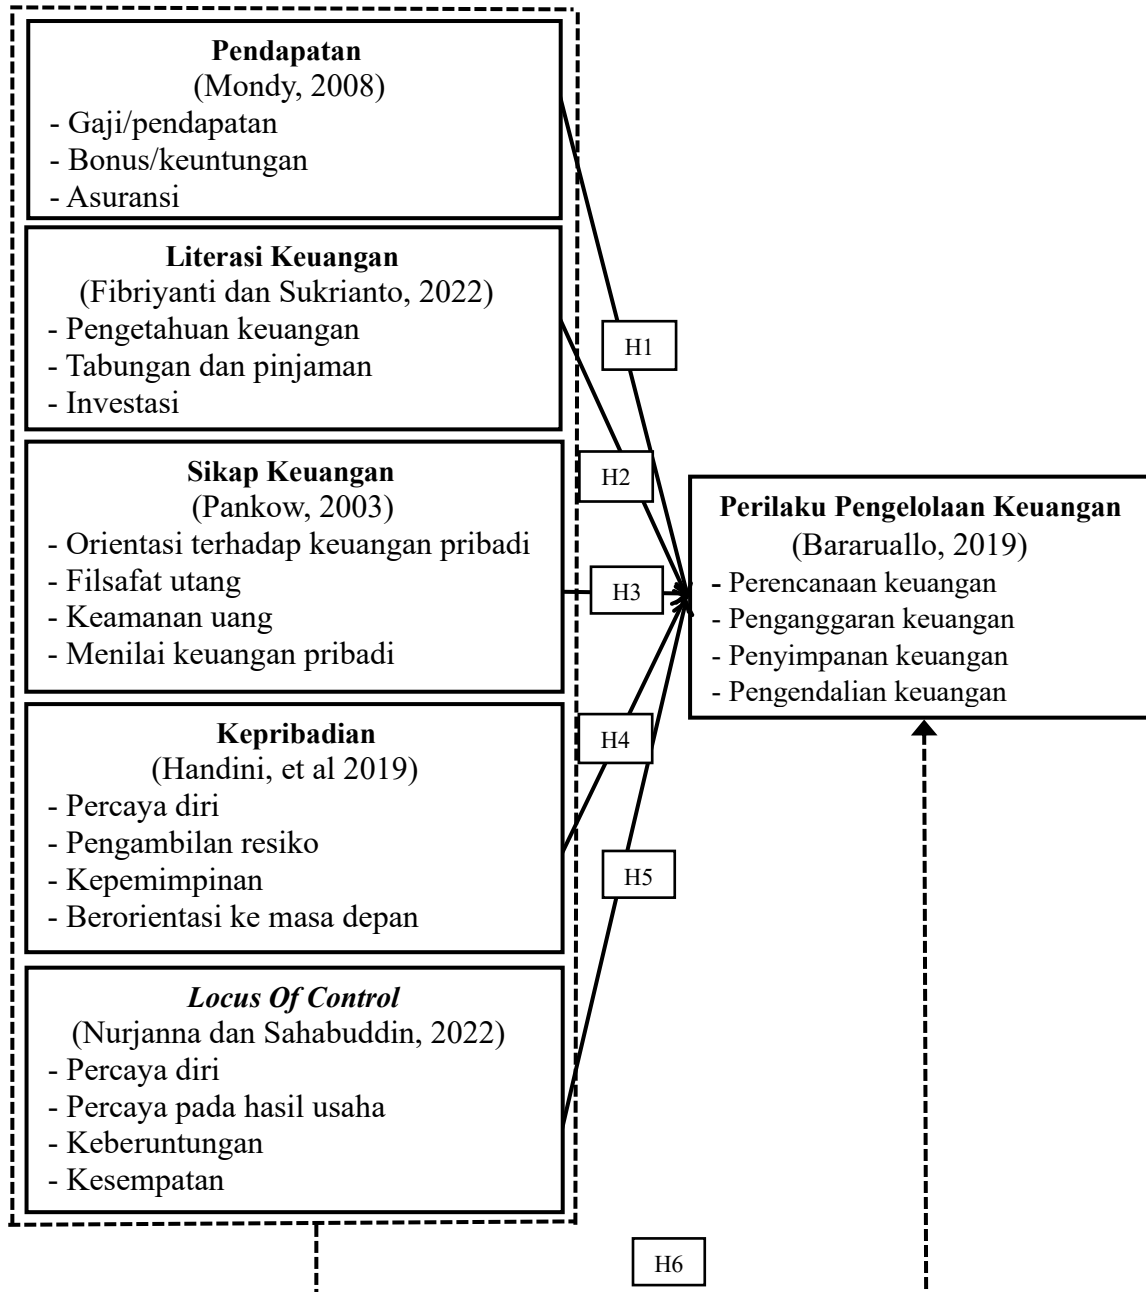 Pendapatan
(Mondy, 2008)
- Gaji/pendapatan
- Bonus/keuntungan
- Asuransi
Literasi Keuangan
(Fibriyanti dan Sukrianto, 2022)
- Pengetahuan keuangan
- Tabungan dan pinjaman
- Investasi
Sikap Keuangan
(Pankow, 2003)
- Orientasi terhadap keuangan pribadi
- Filsafat utang
- Keamanan uang
- Menilai keuangan pribadi
Kepribadian
(Handini, et al 2019)
- Percaya diri
- Pengambilan resiko
- Kepemimpinan
- Berorientasi ke masa depan
Locus Of Control
(Nurjanna dan Sahabuddin, 2022)
- Percaya diri
- Percaya pada hasil usaha
- Keberuntungan
- Kesempatan
H1
H2
H3
H4
H5
H6
Perilaku Pengelolaan Keuangan
(Bararuallo, 2019)
- Perencanaan keuangan
- Penganggaran keuangan
- Penyimpanan keuangan
- Pengendalian keuangan